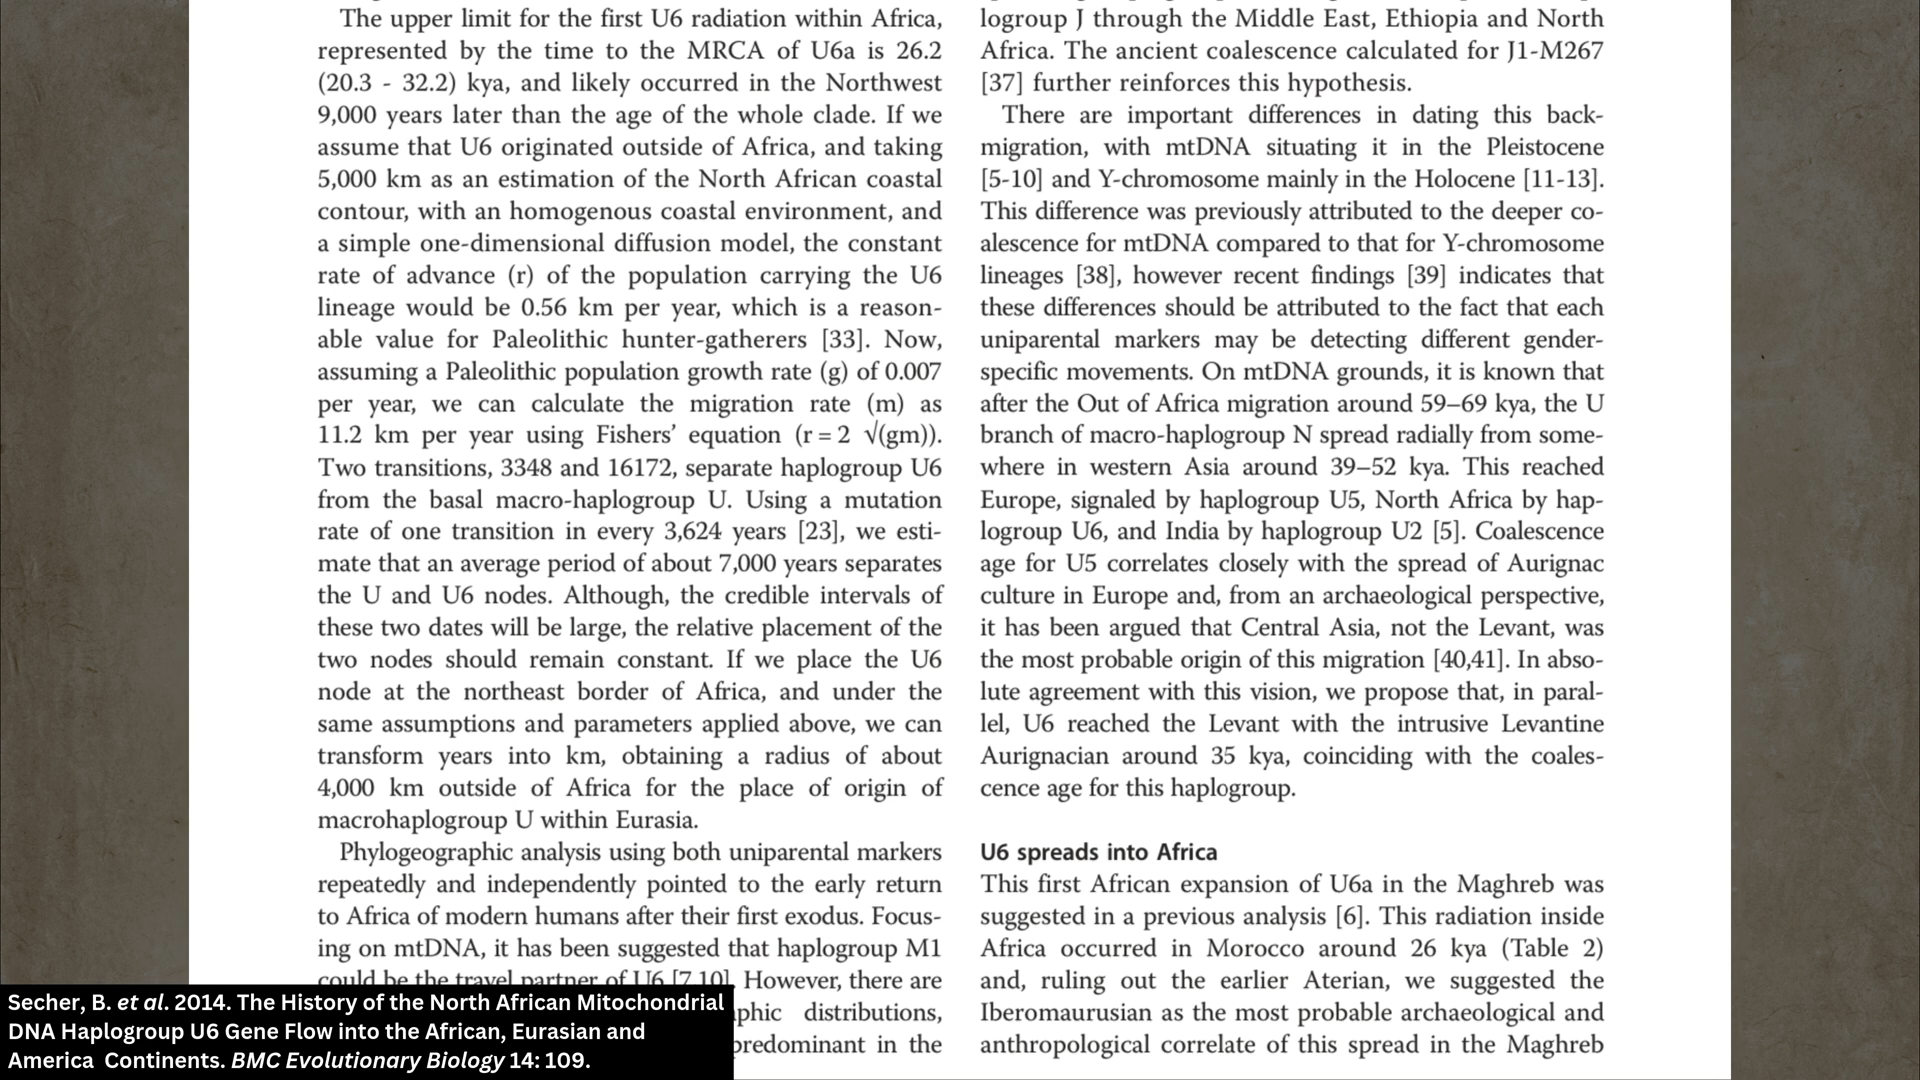 The upper limit for the first U6 radiation within Africa,
represented by the time to the MRCA of U6a is 26.2
(20.3 - 32.2) kya, and likely occurred in the Northwest
9,000 years later than the age of the whole clade. If we
assume that U6 originated outside of Africa, and taking
5,000 km as an estimation of the North African coastal
contour, with an homogenous coastal environment, and
a simple one-dimensional diffusion model, the constant
rate of advance (r) of the population carrying the U6
lineage would be 0.56 km per year, which is a reason-
able value for Paleolithic hunter-gatherers [33]. Now,
assuming a Paleolithic population growth rate (g) of 0.007
per year, we can calculate the migration rate (m) as
11.2 km per year using Fishers’ equation (r = 2 √(gm)).
Two transitions, 3348 and 16172, separate haplogroup U6
from the basal macro-haplogroup U. Using a mutation
rate of one transition in every 3,624 years [23], we esti-
mate that an average period of about 7,000 years separates
the U and U6 nodes. Although, the credible intervals of
these two dates will be large, the relative placement of the
two nodes should remain constant. If we place the U6
node at the northeast border of Africa, and under the
same assumptions and parameters applied above, we can
transform years into km, obtaining a radius of about
4,000 km outside of Africa for the place of origin of
macrohaplogroup U within Eurasia.
Phylogeographic analysis using both uniparental markers
repeatedly and independently pointed to the early return
to Africa of modern humans after their first exodus. Focus-
ing on mtDNA, it has been suggested that haplogroup M1
could be the travel partner of U6 [7,10]. However, there are
phic distributions,
predominant in the
logroup J through the Middle East, Ethiopia and North
Africa. The ancient coalescence calculated for J1-M267
[37] further reinforces this hypothesis.
There are important differences in dating this back-
migration, with mtDNA situating it in the Pleistocene
[5-10] and Y-chromosome mainly in the Holocene [11-13].
This difference was previously attributed to the deeper co-
alescence for mtDNA compared to that for Y-chromosome
lineages [38], however recent findings [39] indicates that
these differences should be attributed to the fact that each
uniparental markers may be detecting different gender-
specific movements. On mtDNA grounds, it is known that
after the Out of Africa migration around 59–69 kya, the U
branch of macro-haplogroup N spread radially from some-
where in western Asia around 39–52 kya. This reached
Europe, signaled by haplogroup U5, North Africa by hap-
logroup U6, and India by haplogroup U2 [5]. Coalescence
age for U5 correlates closely with the spread of Aurignac
culture in Europe and, from an archaeological perspective,
it has been argued that Central Asia, not the Levant, was
the most probable origin of this migration [40,41]. In abso-
lute agreement with this vision, we propose that, in paral-
lel, U6 reached the Levant with the intrusive Levantine
Aurignacian around 35 kya, coinciding with the coales-
cence age for this haplogroup.
U6 spreads into Africa
This first African expansion of U6a in the Maghreb was
suggested in a previous analysis [6]. This radiation inside
Africa occurred in Morocco around 26 kya (Table 2)
and, ruling out the earlier Aterian, we suggested the
Iberomaurusian as the most probable archaeological and
anthropological correlate of this spread in the Maghreb
Secher, B. et al. 2014. The History of the North African Mitochondrial
DNA Haplogroup U6 Gene Flow into the African, Eurasian and
America Continents. BMC Evolutionary Biology 14: 109.